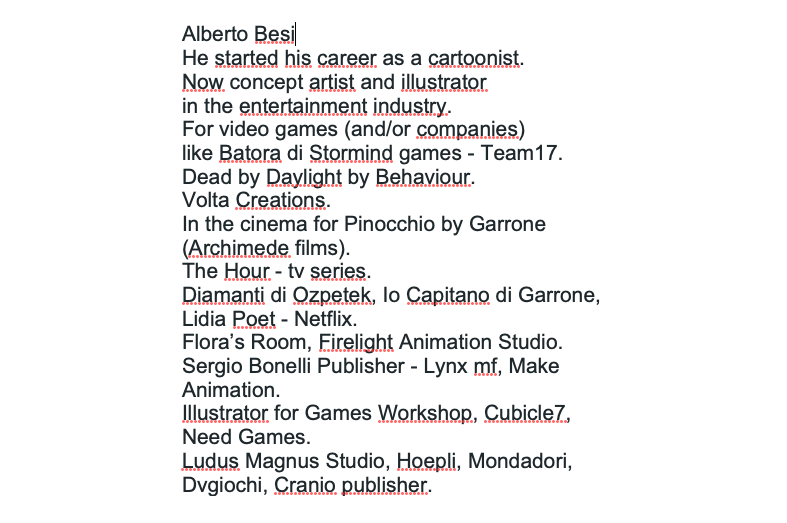 Alberto Besi
He started his career as a cartoonist.
Now concept artist and illustrator
in the entertainment industry.
For video games (and/or companies)
like Batora di Stormind games - Team17.
Dead by Daylight by Behaviour.
Volta Creations.
In the cinema for Pinocchio by Garrone
(Archimede films).
The Hour - tv series.
Diamanti di Ozpetek, Io Capitano di Garrone,
Lidia Poet - Netflix.
Flora’s Room, Firelight Animation Studio.
Sergio Bonelli Publisher - Lynx mf, Make
Animation.
Illustrator for Games Workshop, Cubicle7,
Need Games.
Ludus Magnus Studio, Hoepli, Mondadori,
Dvgiochi, Cranio publisher.